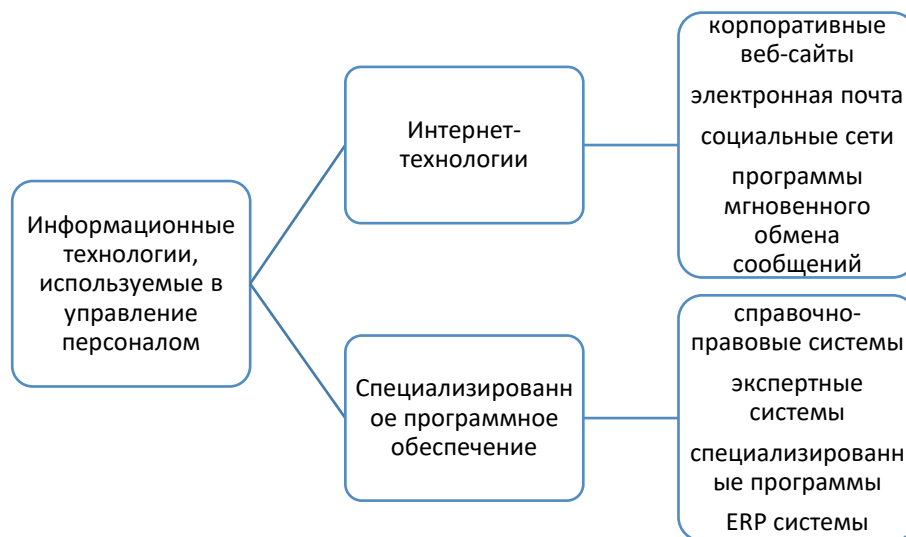 Информационные
технологии,
используемые в
управление
персоналом
Интернет-
технологии
корпоративные
веб-сайты
электронная почта
социальные сети
программы
мгновенного
обмена
сообщений
Специализированн
ое программное
обеспечение
справочно-
правовые системы
экспертные
системы
специализированн
ые программы
ERP системы